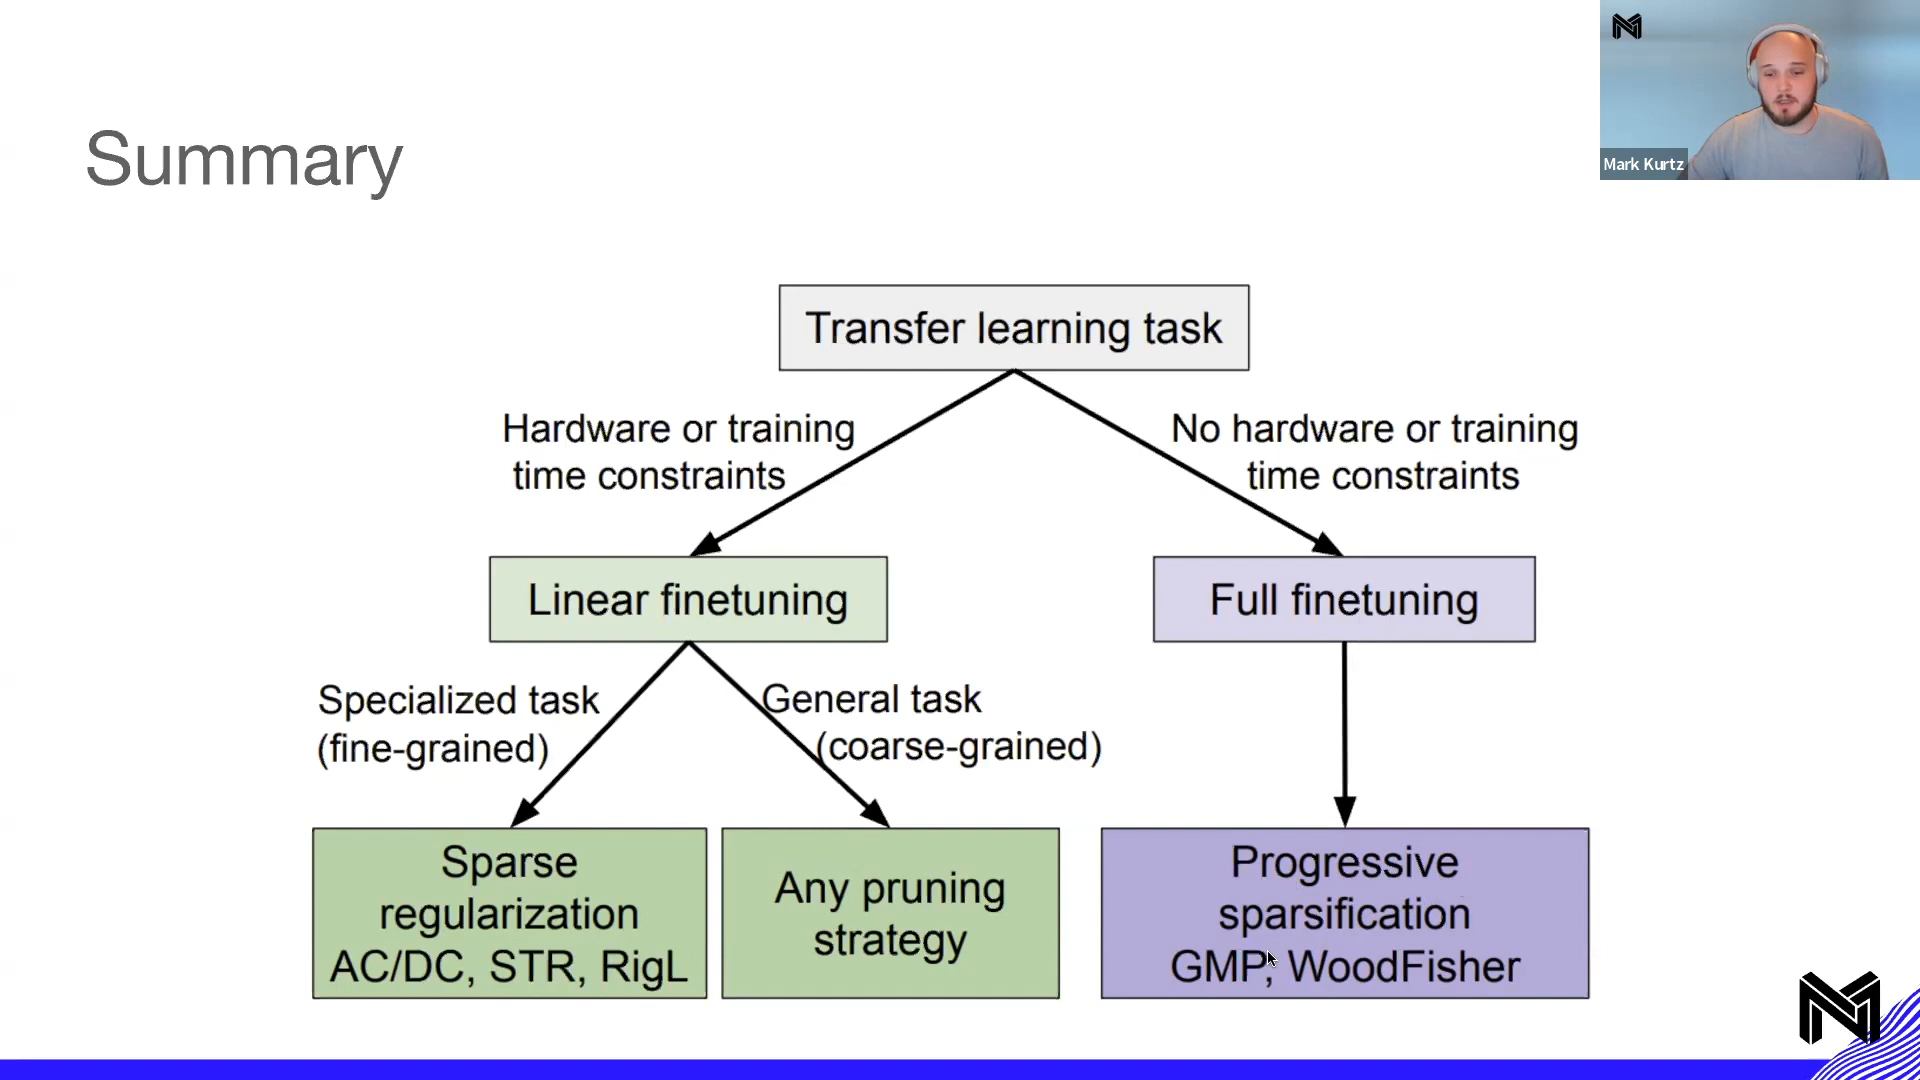 Mark Kurtz
Summary
Transfer learning task
Hardware or training
time constraints
No hardware or training
time constraints
Linear finetuning
Full finetuning
Specialized task
(fine-grained)
General task
(coarse-grained)
Sparse
regularization
AC/DC, STR, RigL
Any pruning
strategy
Progressive
sparsification
GMP, WoodFisher